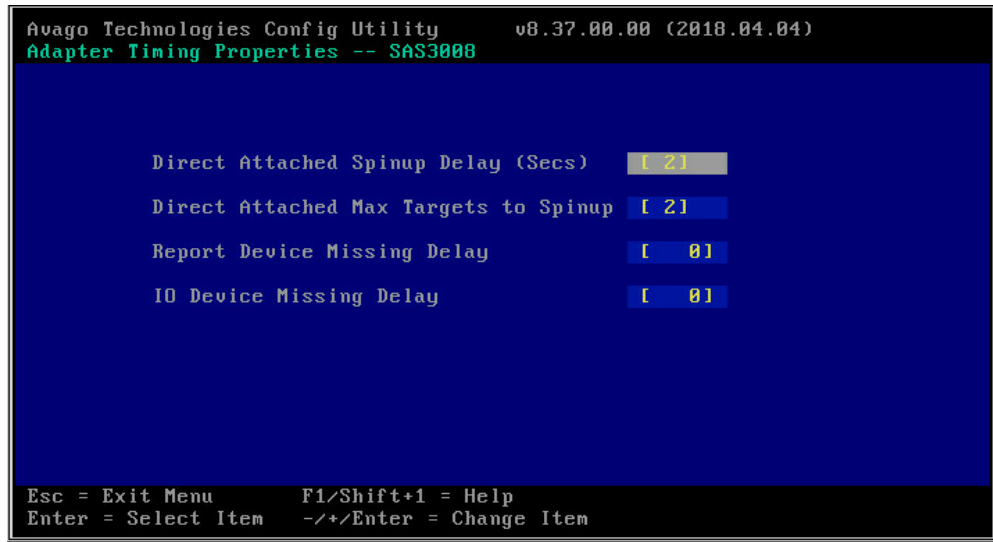 Avago Technologies Config Utility v8.37.00.00 (2018.04.04)
Adapter Timing Properties -- SAS3008
Direct Attached Spinup Delay (Secs) [ 2]
Direct Attached Max Targets to Spinup [ 2]
Report Device Missing Delay [ 0]
IO Device Missing Delay [ 0]
Esc = Exit Menu F1/Shift+1 = Help
Enter = Select Item -/+/Enter = Change Item